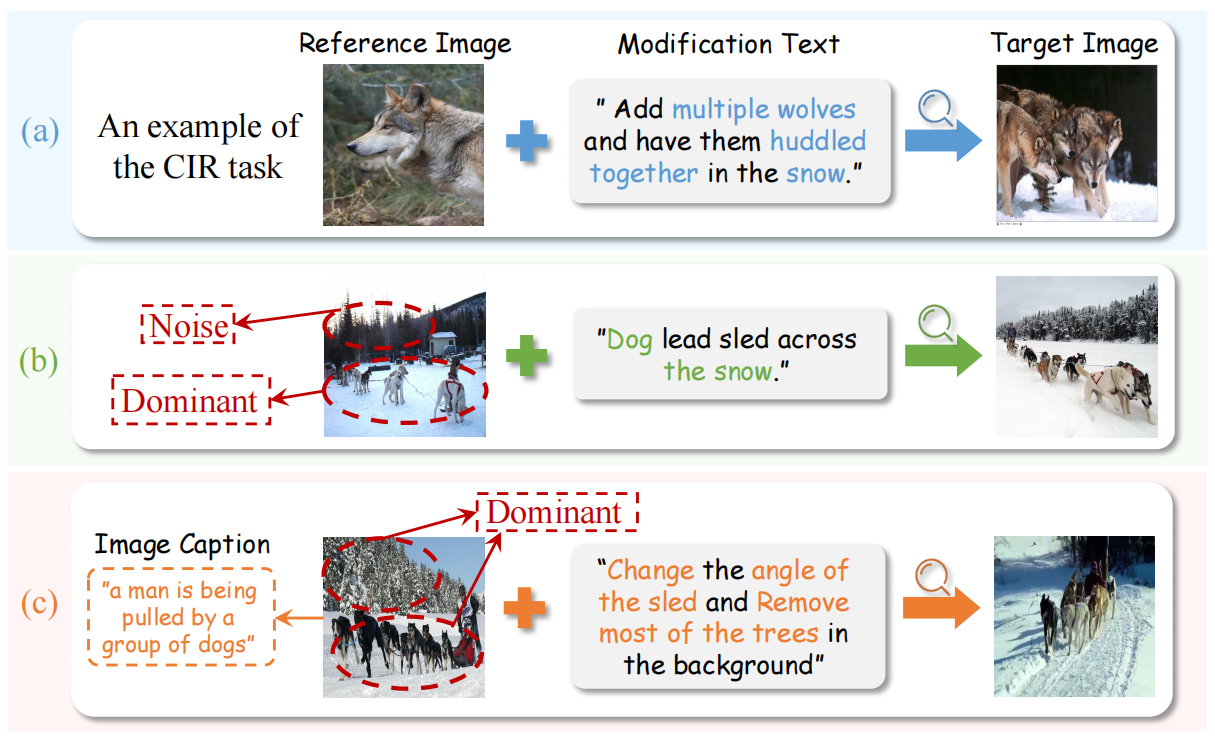 Reference Image
Modification Text
Target Image
(a)
An example of
the CIR task
" Add multiple wolves
and have them huddled
together in the snow."
(b)
Noise
Dominant
"Dog lead sled across
the snow."
(c)
Dominant
Image Caption
"a man is being
pulled by a
group of dogs"
“Change the angle of
the sled and Remove
most of the trees in
the background”